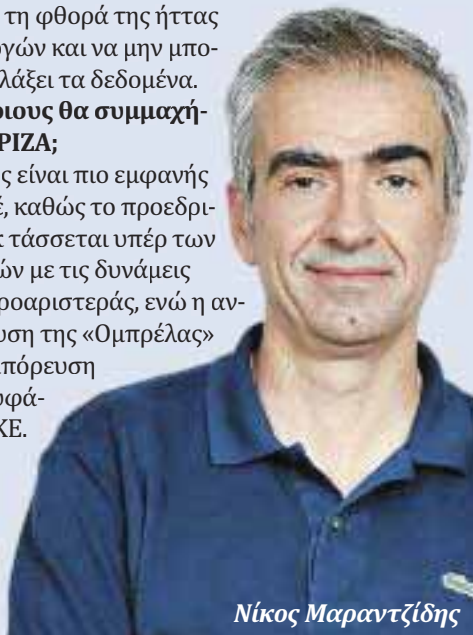 τη φθορά της ήττας
γών και να μην μπο-
λάξει τα δεδομένα.
οιους θα συμμαχή-
ΡΙΖΑ;
ς είναι πιο εμφανής
έ, καθώς το προεδρι-
κ τάσσεται υπέρ των
ών με τις δυνάμεις
ροαριστεράς, ενώ η αν-
υση της «Ομπρέλας»
μπόρευση
υφά-
ΚΕ.
Νίκος Μαραντζίδης